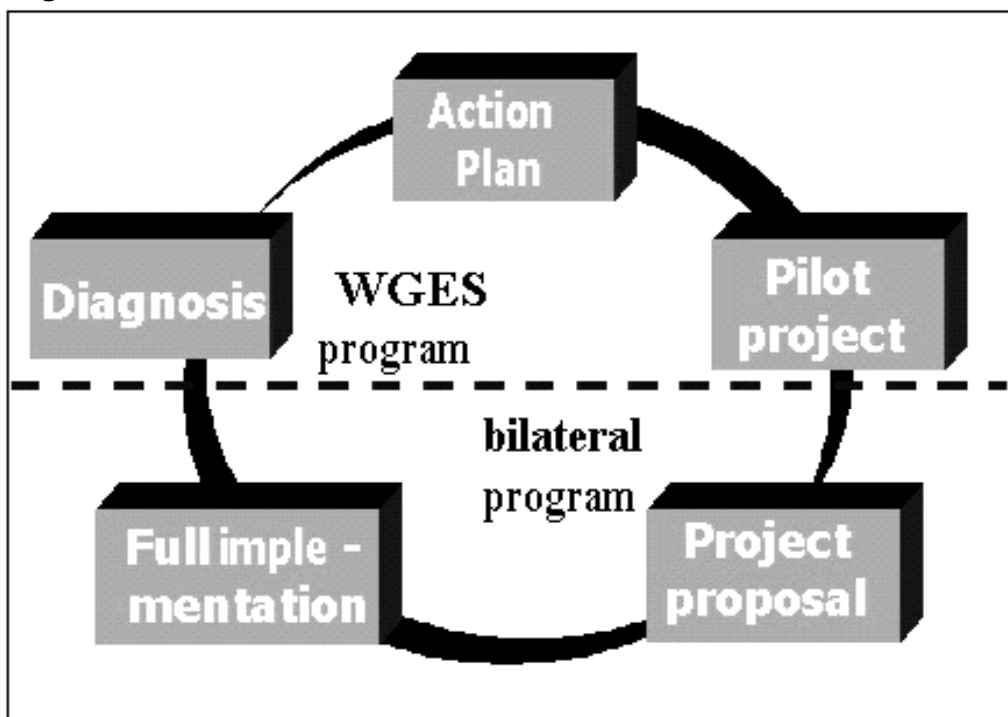 Action
Plan
Diagnosis
WGES
program
Pilot
project
bilateral
program
Full imple -
mentation
Project
proposal